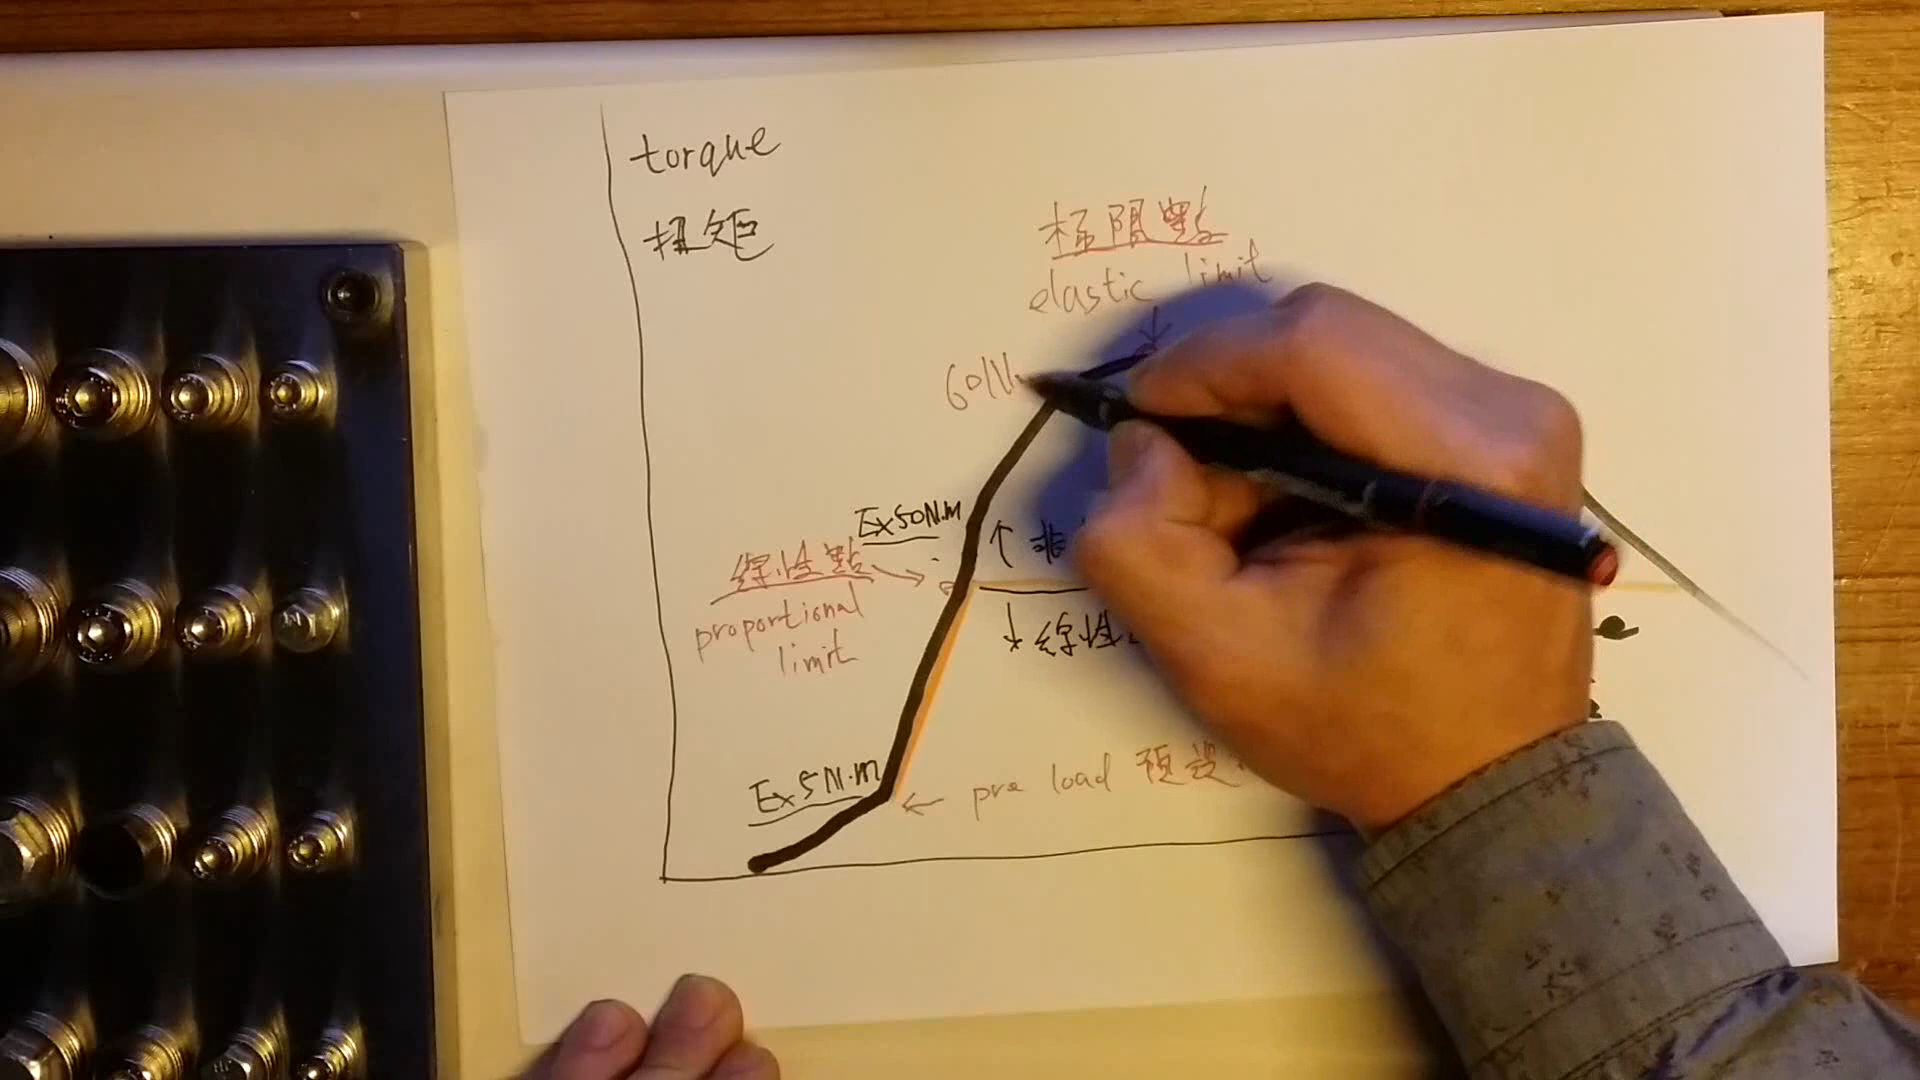 torque
扭矩
極限點
elastic limit
60N
Ex50N.m
線性點
proportional
limit
↑ 非
↓ 線性
Ex5N.m
← pre load 預設